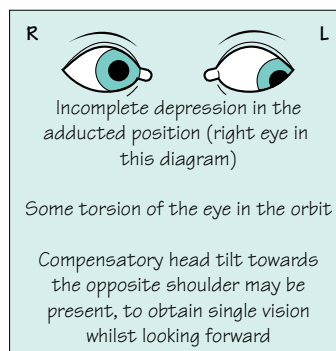 R L
Incomplete depression in the
adducted position (right eye in
this diagram)
Some torsion of the eye in the orbit
Compensatory head tilt towards
the opposite shoulder may be
present, to obtain single vision
whilst looking forward